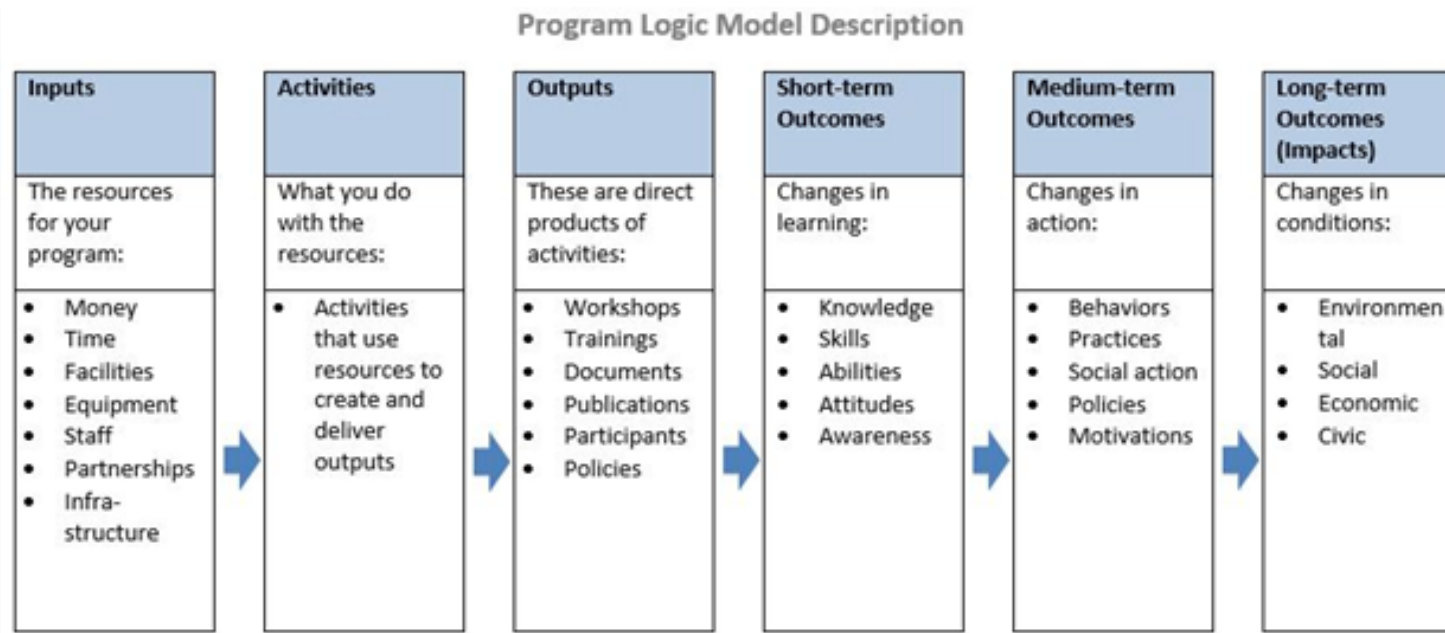 Program Logic Model Description
Inputs
The resources
for your
program:
• Money
• Time
• Facilities
• Equipment
• Staff
• Partnerships
• Infra-
structure
Activities
What you do
with the
resources:
• Activities
that use
resources to
create and
deliver
outputs
Outputs
These are direct
products of
activities:
• Workshops
• Trainings
• Documents
• Publications
• Participants
• Policies
Short-term
Outcomes
Changes in
learning:
• Knowledge
• Skills
• Abilities
• Attitudes
• Awareness
Medium-term
Outcomes
Changes in
action:
• Behaviors
• Practices
• Social action
• Policies
• Motivations
Long-term
Outcomes
(Impacts)
Changes in
conditions:
• Environmen
tal
• Social
• Economic
• Civic